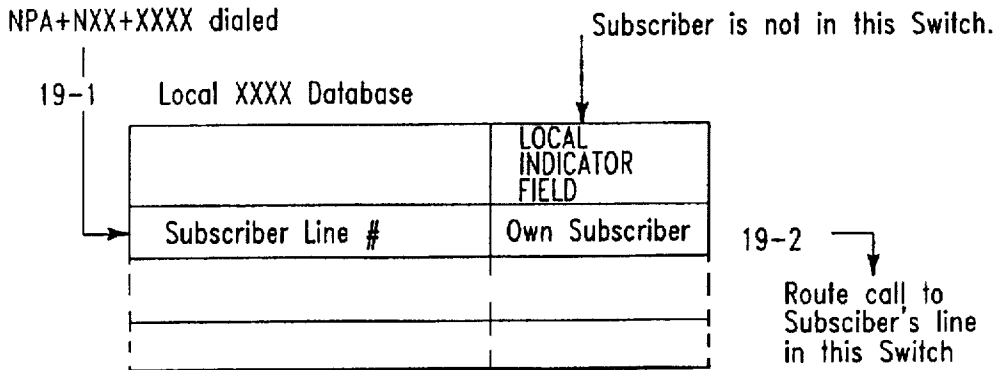 NPA+NXX+XXXX dialed
Subscriber is not in this Switch.
19-1
Local XXXX Database
LOCAL
INDICATOR
FIELD
Subscriber Line #
Own Subscriber
19-2
Route call to
Subsciber's line
in this Switch